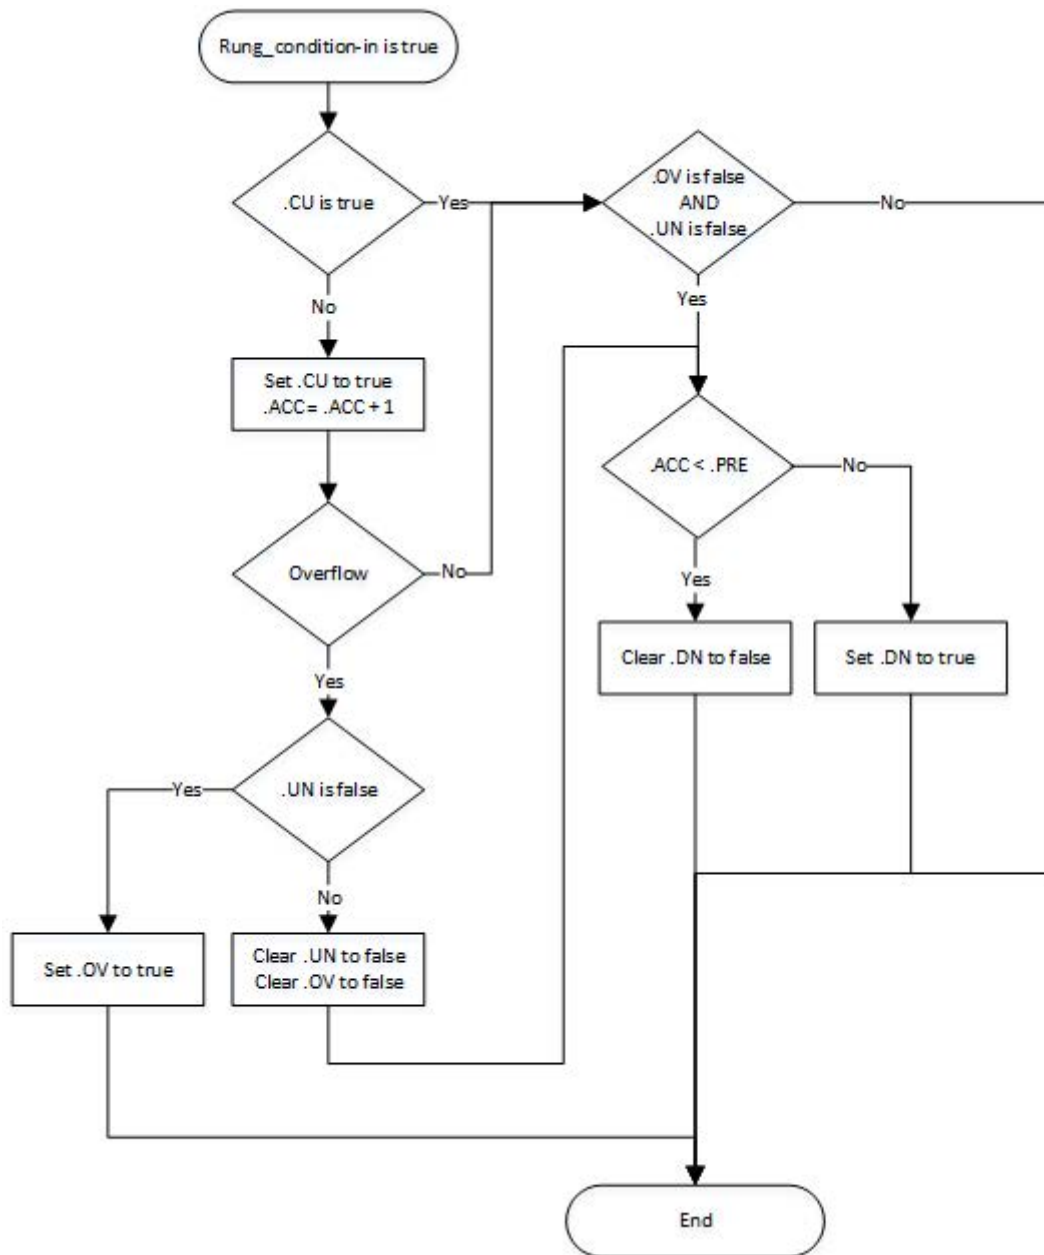 Rung_condition-in is true
.CU is true
Yes
.OV is false
AND
.UN is false
No
No
Yes
Set .CU to true
.ACC = .ACC + 1
.ACC < .PRE
No
Overflow
No
Yes
Clear .DN to false
Set .DN to true
Yes
.UN is false
Yes
No
Set .OV to true
Clear .UN to false
Clear .OV to false
End